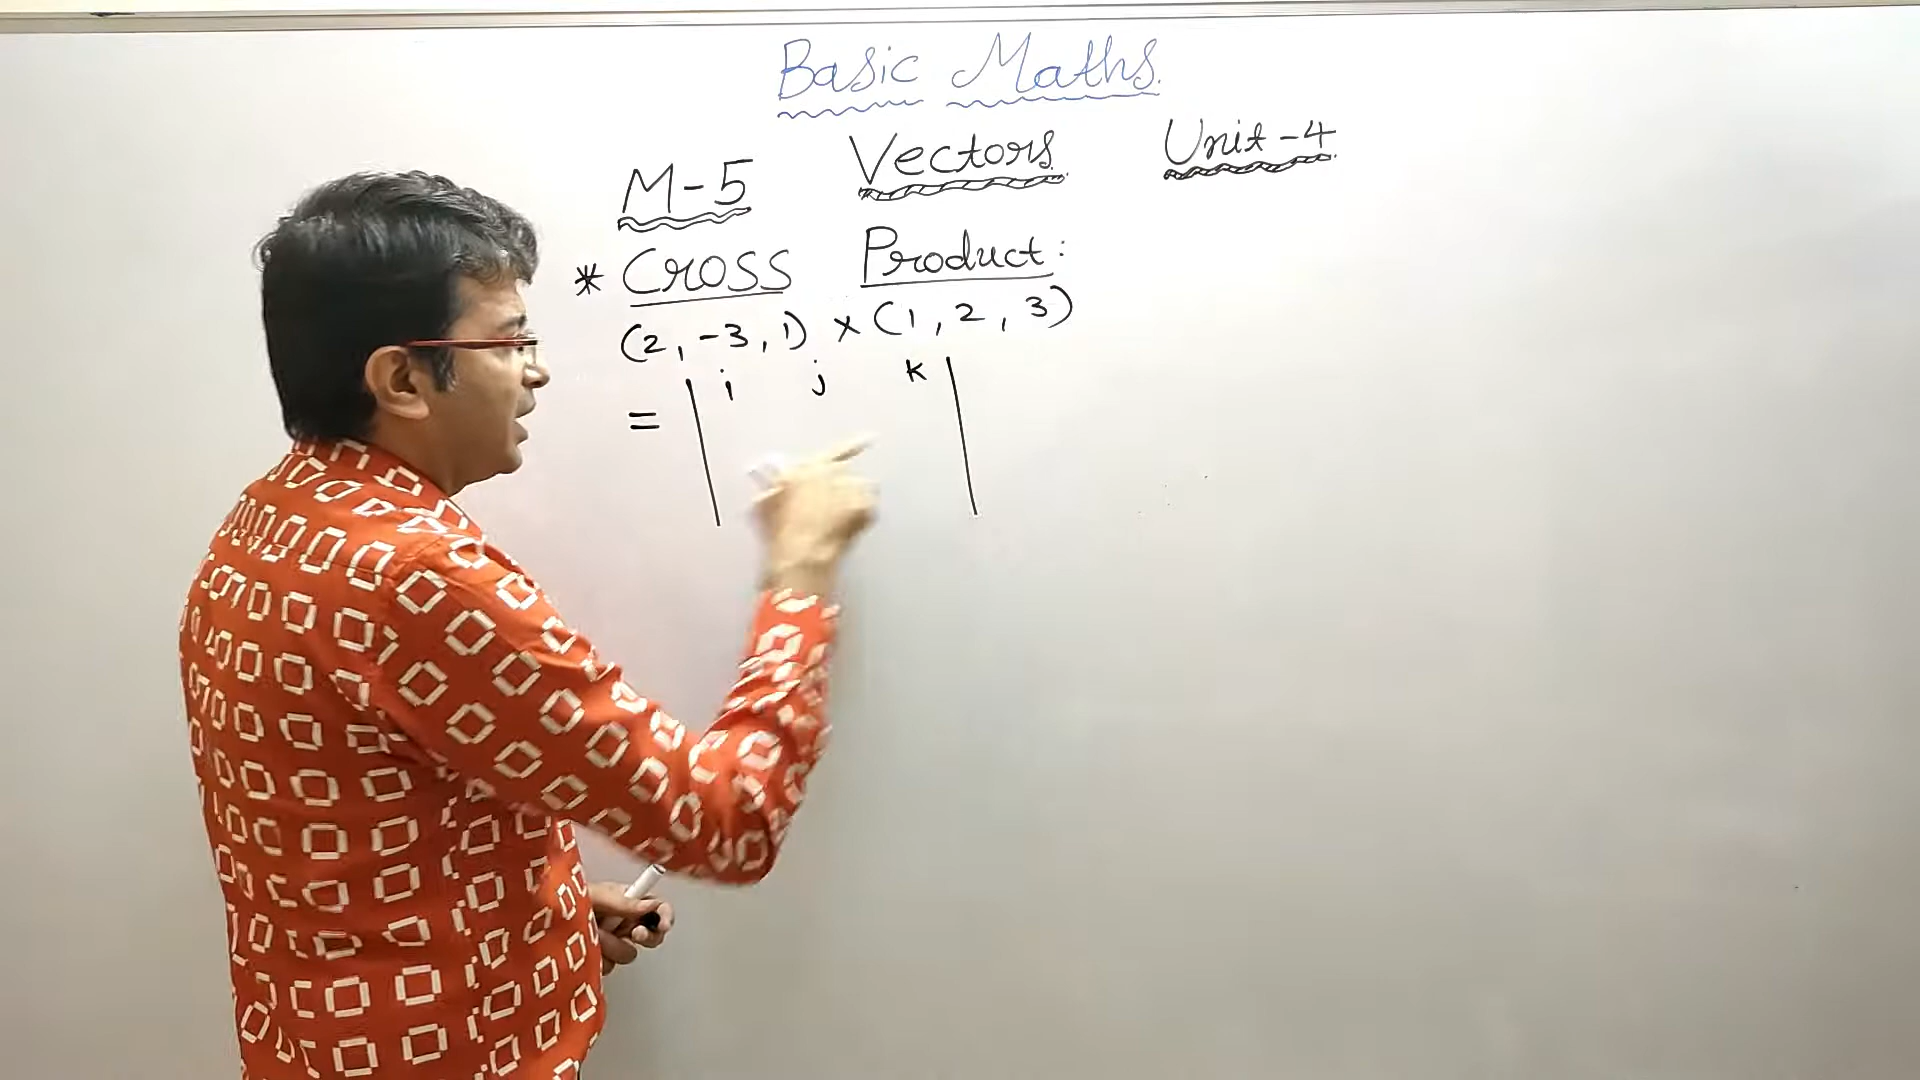 Basic Maths.
Vectors. Unit-4
M-5
* Cross Product:
(2, -3, 1) × (1, 2, 3)
= | i j k |